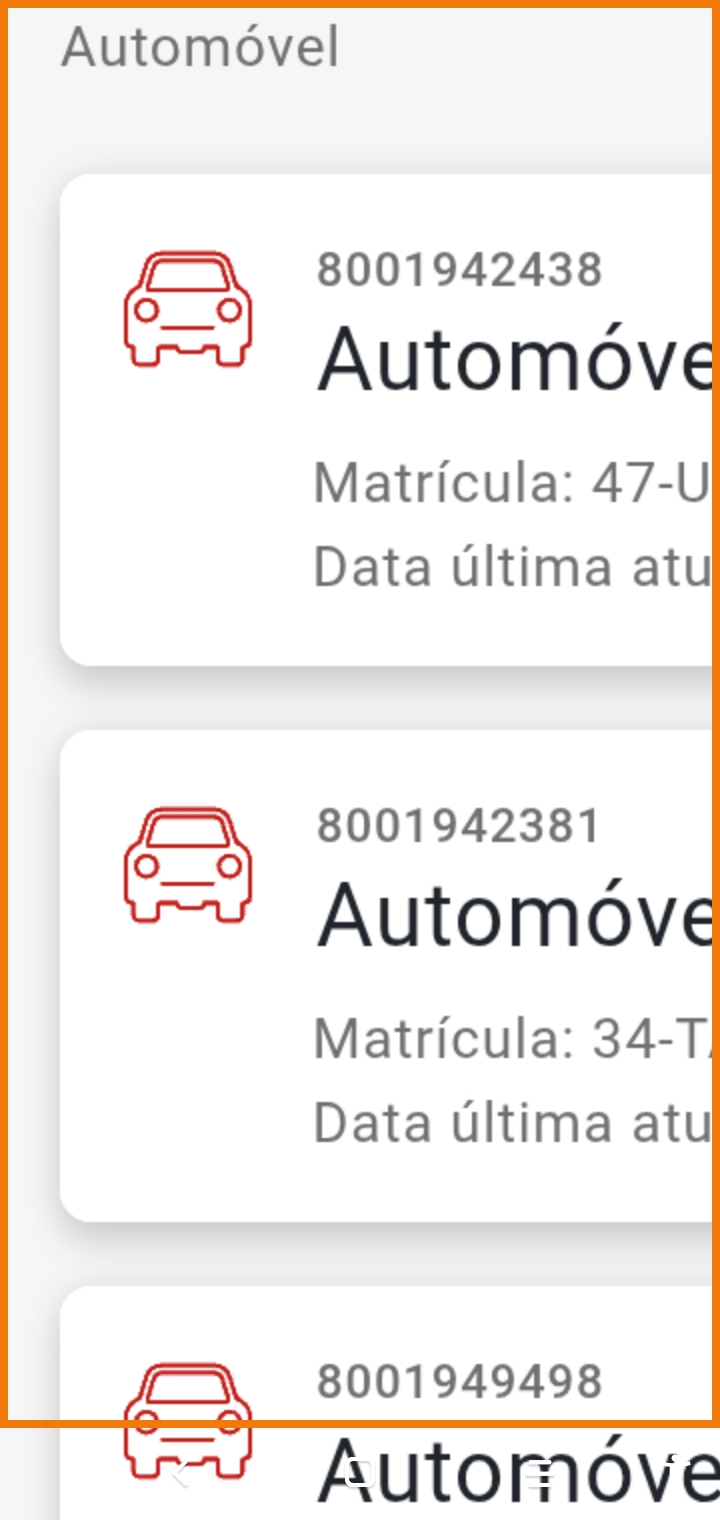 Automóvel
8001942438
Automóve
Matrícula: 47-U
Data última atu
8001942381
Automóve
Matrícula: 34-T
Data última atu
8001949498
Automóve